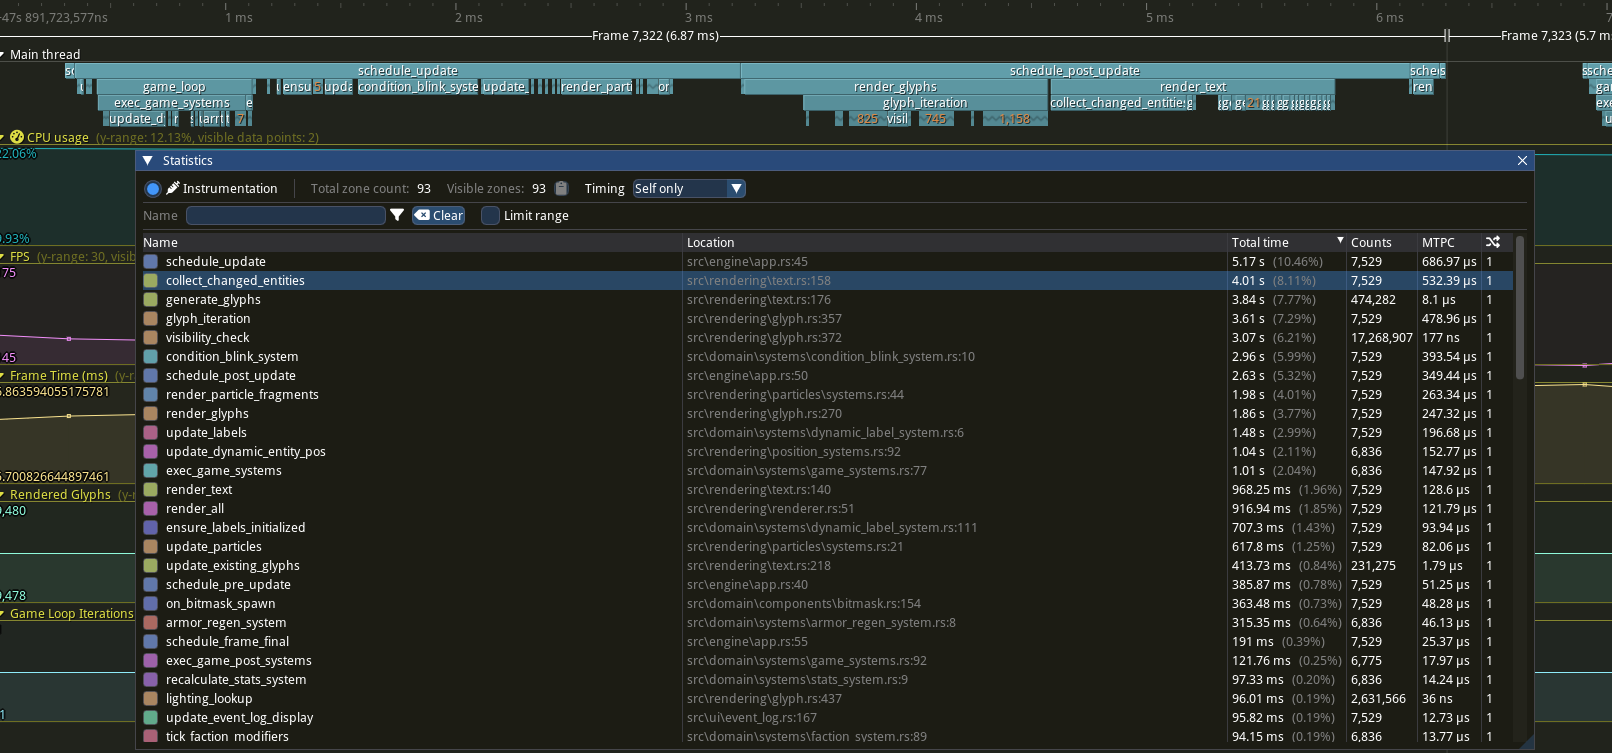 -47s 891,723,577ns
1 ms
2 ms
3 ms
4 ms
5 ms
6 ms
Frame 7,322 (6.87 ms)
Frame 7,323 (5.7 m
Main thread
schedule_update
schedule_post_update
game_loop
ensu
5
upda
condition_blink_syste
update_
render_parti
or
render_glyphs
render_text
ren
exec_game_systems
glyph_iteration
collect_changed_entities
21
update_d
7
825
visil
745
1,158
CPU usage (y-range: 12.13%, visible data points: 2)
22.06%
9.93%
FPS (y-range: 30, visib
75
45
Frame Time (ms) (y-r
6.863594055175781
5.700826644897461
Rendered Glyphs (y-r
9,480
9,478
Game Loop Iterations
1
Statistics
Instrumentation Total zone count: 93 Visible zones: 93 Timing Self only
Name Clear Limit range
Name Location Total time Counts MTPC
schedule_update src\engine\app.rs:45 5.17 s (10.46%) 7,529 686.97 μs 1
collect_changed_entities src\rendering\text.rs:158 4.01 s (8.11%) 7,529 532.39 μs 1
generate_glyphs src\rendering\text.rs:176 3.84 s (7.77%) 474,282 8.1 μs 1
glyph_iteration src\rendering\glyph.rs:357 3.61 s (7.29%) 7,529 478.96 μs 1
visibility_check src\rendering\glyph.rs:372 3.07 s (6.21%) 17,268,907 177 ns 1
condition_blink_system src\domain\systems\condition_blink_system.rs:10 2.96 s (5.99%) 7,529 393.54 μs 1
schedule_post_update src\engine\app.rs:50 2.63 s (5.32%) 7,529 349.44 μs 1
render_particle_fragments src\rendering\particles\systems.rs:44 1.98 s (4.01%) 7,529 263.34 μs 1
render_glyphs src\rendering\glyph.rs:270 1.86 s (3.77%) 7,529 247.32 μs 1
update_labels src\domain\systems\dynamic_label_system.rs:6 1.48 s (2.99%) 7,529 196.68 μs 1
update_dynamic_entity_pos src\rendering\position_systems.rs:92 1.04 s (2.11%) 6,836 152.77 μs 1
exec_game_systems src\domain\systems\game_systems.rs:77 1.01 s (2.04%) 6,836 147.92 μs 1
render_text src\rendering\text.rs:140 968.25 ms (1.96%) 7,529 128.6 μs 1
render_all src\rendering\renderer.rs:51 916.94 ms (1.85%) 7,529 121.79 μs 1
ensure_labels_initialized src\domain\systems\dynamic_label_system.rs:111 707.3 ms (1.43%) 7,529 93.94 μs 1
update_particles src\rendering\particles\systems.rs:21 617.8 ms (1.25%) 7,529 82.06 μs 1
update_existing_glyphs src\rendering\text.rs:218 413.73 ms (0.84%) 231,275 1.79 μs 1
schedule_pre_update src\engine\app.rs:40 385.87 ms (0.78%) 7,529 51.25 μs 1
on_bitmask_spawn src\domain\components\bitmask.rs:154 363.48 ms (0.73%) 7,529 48.28 μs 1
armor_regen_system src\domain\systems\armor_regen_system.rs:8 315.35 ms (0.64%) 6,836 46.13 μs 1
schedule_frame_final src\engine\app.rs:55 191 ms (0.39%) 7,529 25.37 μs 1
exec_game_post_systems src\domain\systems\game_systems.rs:92 121.76 ms (0.25%) 6,775 17.97 μs 1
recalculate_stats_system src\domain\systems\stats_system.rs:9 97.33 ms (0.20%) 6,836 14.24 μs 1
lighting_lookup src\rendering\glyph.rs:437 96.01 ms (0.19%) 2,631,566 36 ns 1
update_event_log_display src\ui\event_log.rs:167 95.82 ms (0.19%) 7,529 12.73 μs 1
tick_faction_modifiers src\domain\systems\faction_system.rs:89 94.15 ms (0.19%) 6,836 13.77 μs 1